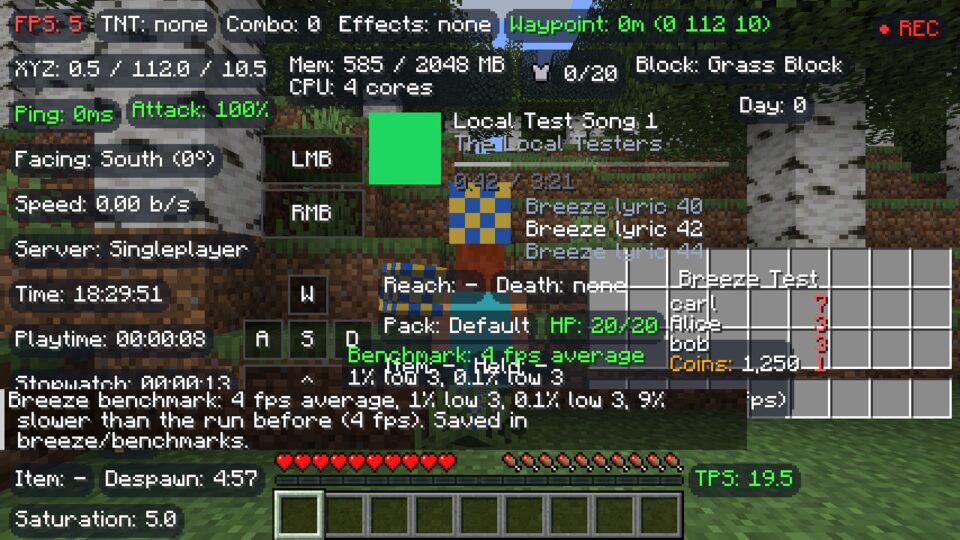 FPS: 5 TNT: none Combo: 0 Effects: none Waypoint: 0m (0 112 10) REC
XYZ: 0.5 / 112.0 / 10.5 Mem: 585 / 2048 MB 0/20 Block: Grass Block
CPU: 4 cores
Ping: 0ms Attack: 100% Day: 0
Local Test Song 1
The Local Testers
Facing: South (0°) LMB
0:42 / 3:21
Speed: 0.00 b/s RMB
Breeze lyric 40
Breeze lyric 42
Breeze lyric 44
Server: Singleplayer
Reach: - Death: none
Breeze Test
Time: 18:29:51 W
carl 7
Alice 3
bob 3
Coins: 1,250 1
Pack: Default HP: 20/20
Playtime: 00:00:08 A S D
Benchmark: 4 fps average
Item: - Held: -
1% low 3, 0.1% low 3
Stopwatch: 00:00:13 ^
Breeze benchmark: 4 fps average, 1% low 3, 0.1% low 3, 9%
slower than the run before (4 fps). Saved in
breeze/benchmarks.
fps)
Item: - Despawn: 4:57 TPS: 19.5
Saturation: 5.0